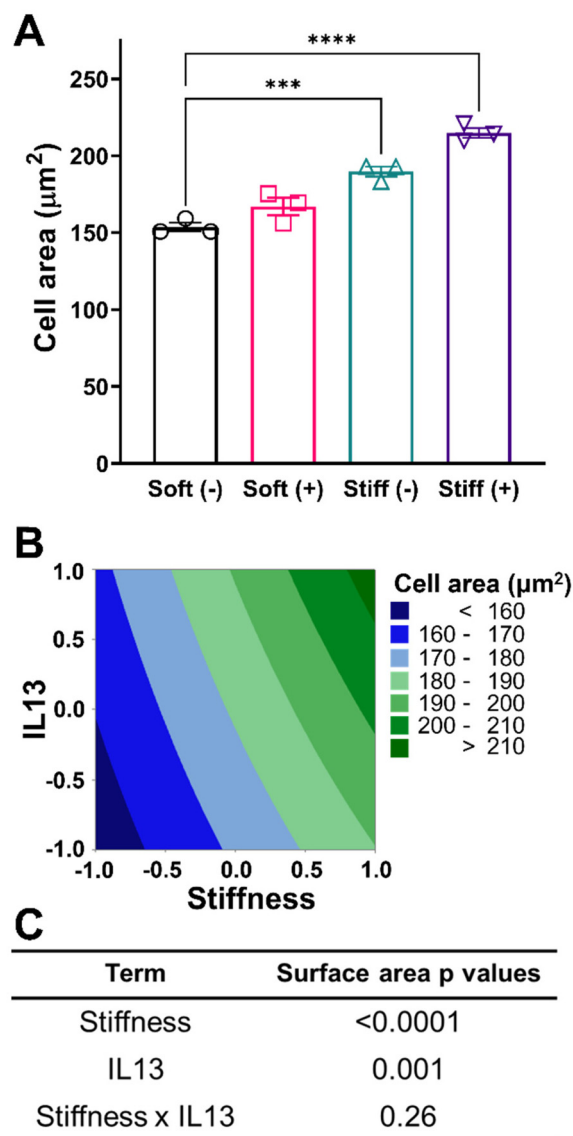 A
****
***
250
200
150
100
50
0
Cell area (μm²)
Soft (-) Soft (+) Stiff (-) Stiff (+)
B
1.0
0.5
0.0
-0.5
-1.0
IL13
-1.0 -0.5 0.0 0.5 1.0
Stiffness
Cell area (μm²)
< 160
160 - 170
170 - 180
180 - 190
190 - 200
200 - 210
> 210
C
Term Surface area p values
Stiffness <0.0001
IL13 0.001
Stiffness x IL13 0.26